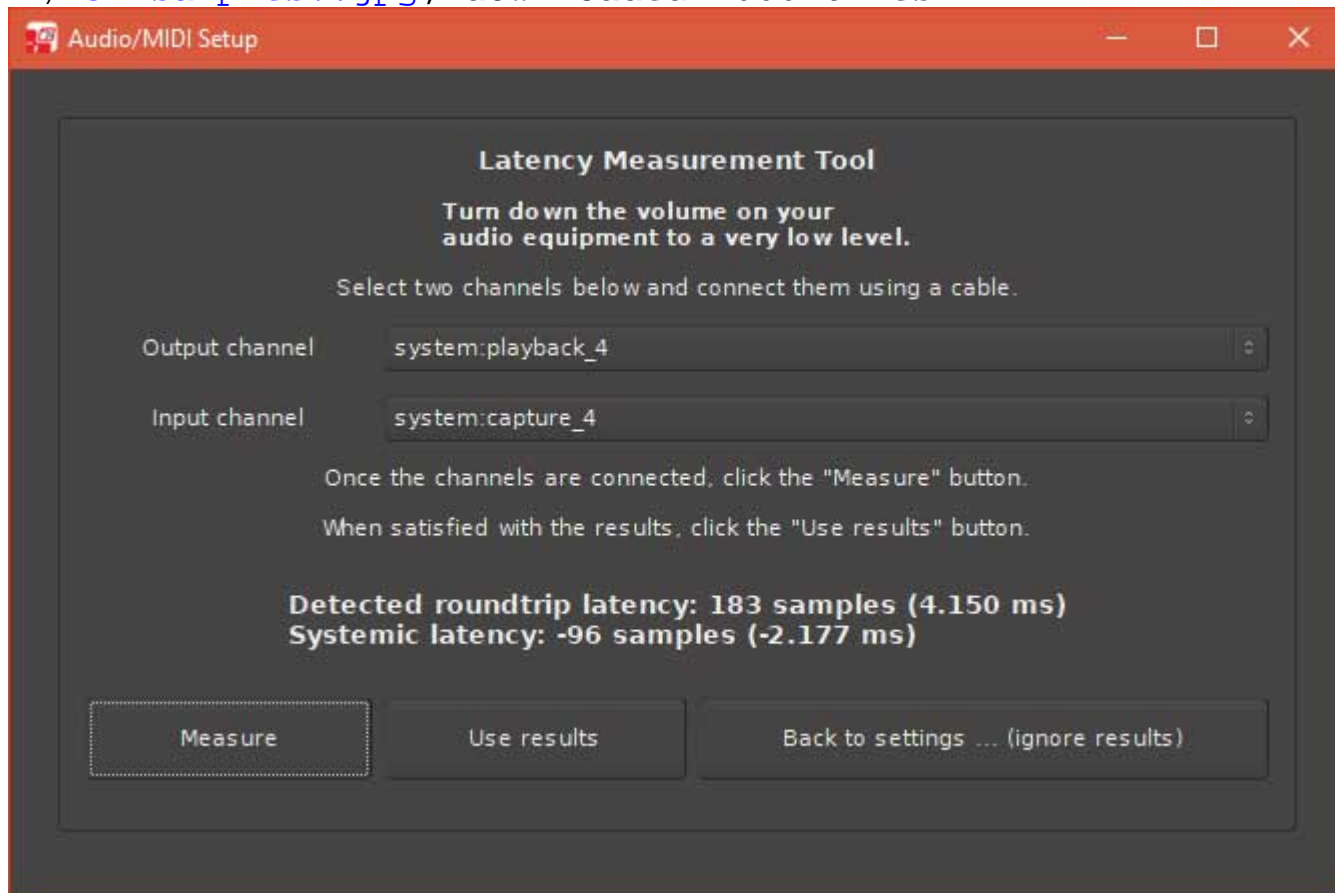 Audio/MIDI Setup
Latency Measurement Tool
Turn down the volume on your
audio equipment to a very low level.
Select two channels below and connect them using a cable.
Output channel system:playback_4
Input channel system:capture_4
Once the channels are connected, click the "Measure" button.
When satisfied with the results, click the "Use results" button.
Detected roundtrip latency: 183 samples (4.150 ms)
Systemic latency: -96 samples (-2.177 ms)
Measure Use results Back to settings ... (ignore results)